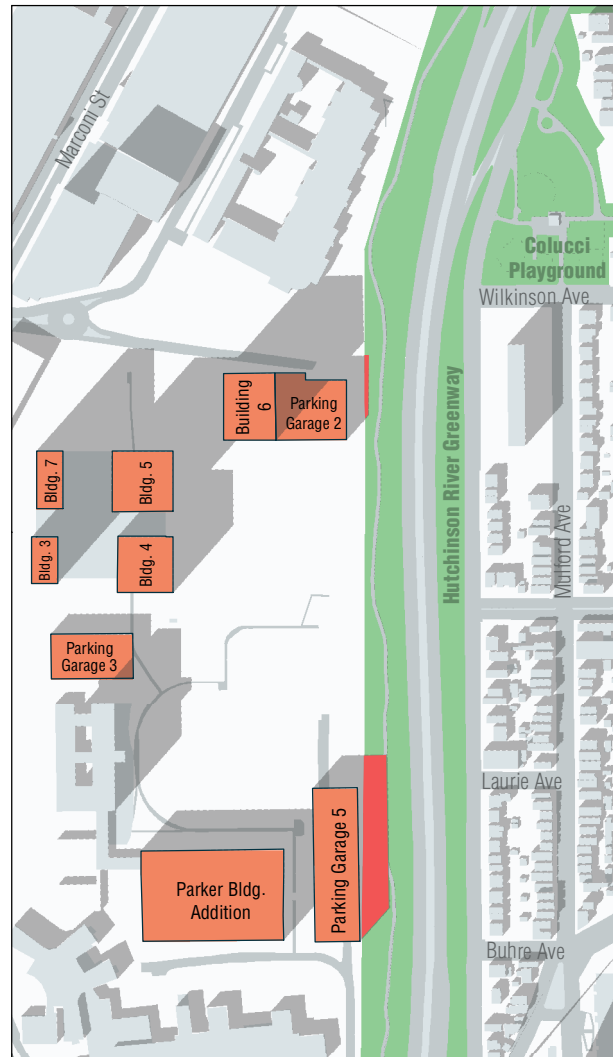 Marconi St
Colucci
Playground
Wilkinson Ave
Building
6
Parking
Garage 2
Hutchinson River Greenway
Bldg. 7
Bldg. 5
Bldg. 3
Bldg. 4
Mulford Ave
Parking
Garage 3
Laurie Ave
Parking Garage 5
Parker Bldg.
Addition
Buhre Ave